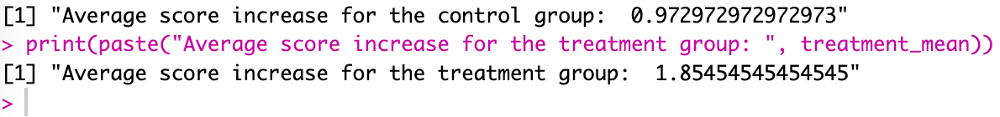 [1] "Average score increase for the control group:  0.972972972972973"
> print(paste("Average score increase for the treatment group: ", treatment_mean))
[1] "Average score increase for the treatment group:  1.85454545454545"
>